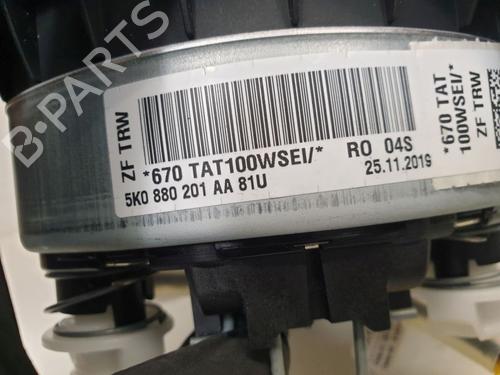 B-PARTS
ZF TRW
*670 TAT100WSEI/*
RO 04S
5K0 880 201 AA 81U
25.11.2019
*670 TAT
100WSEI/*
ZF TRW